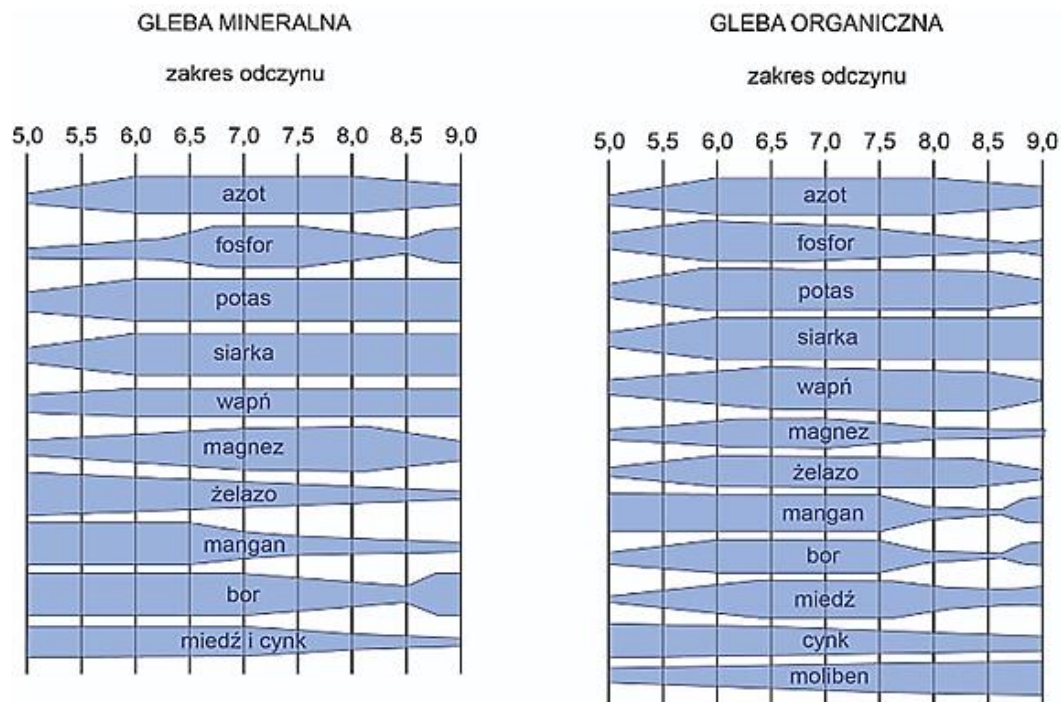 GLEBA MINERALNA
zakres odczynu
5,0 5,5 6,0 6,5 7,0 7,5 8,0 8,5 9,0
azot
fosfor
potas
siarka
wapń
magnez
żelazo
mangan
bor
miedź i cynk
GLEBA ORGANICZNA
zakres odczynu
5,0 5,5 6,0 6,5 7,0 7,5 8,0 8,5 9,0
azot
fosfor
potas
siarka
wapń
magnez
żelazo
mangan
bor
miedź
cynk
moliben